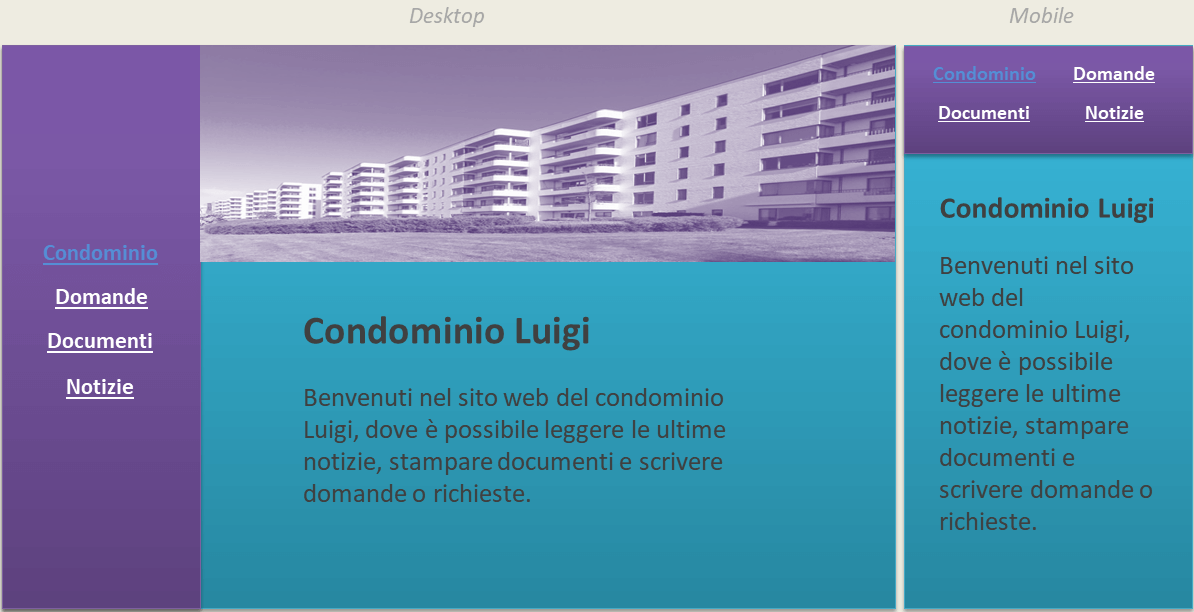 Desktop
Condominio
Domande
Documenti
Notizie
Condominio Luigi
Benvenuti nel sito web del condominio
Luigi, dove è possibile leggere le ultime
notizie, stampare documenti e scrivere
domande o richieste.
Mobile
Condominio Domande
Documenti Notizie
Condominio Luigi
Benvenuti nel sito
web del
condominio Luigi,
dove è possibile
leggere le ultime
notizie, stampare
documenti e
scrivere domande o
richieste.